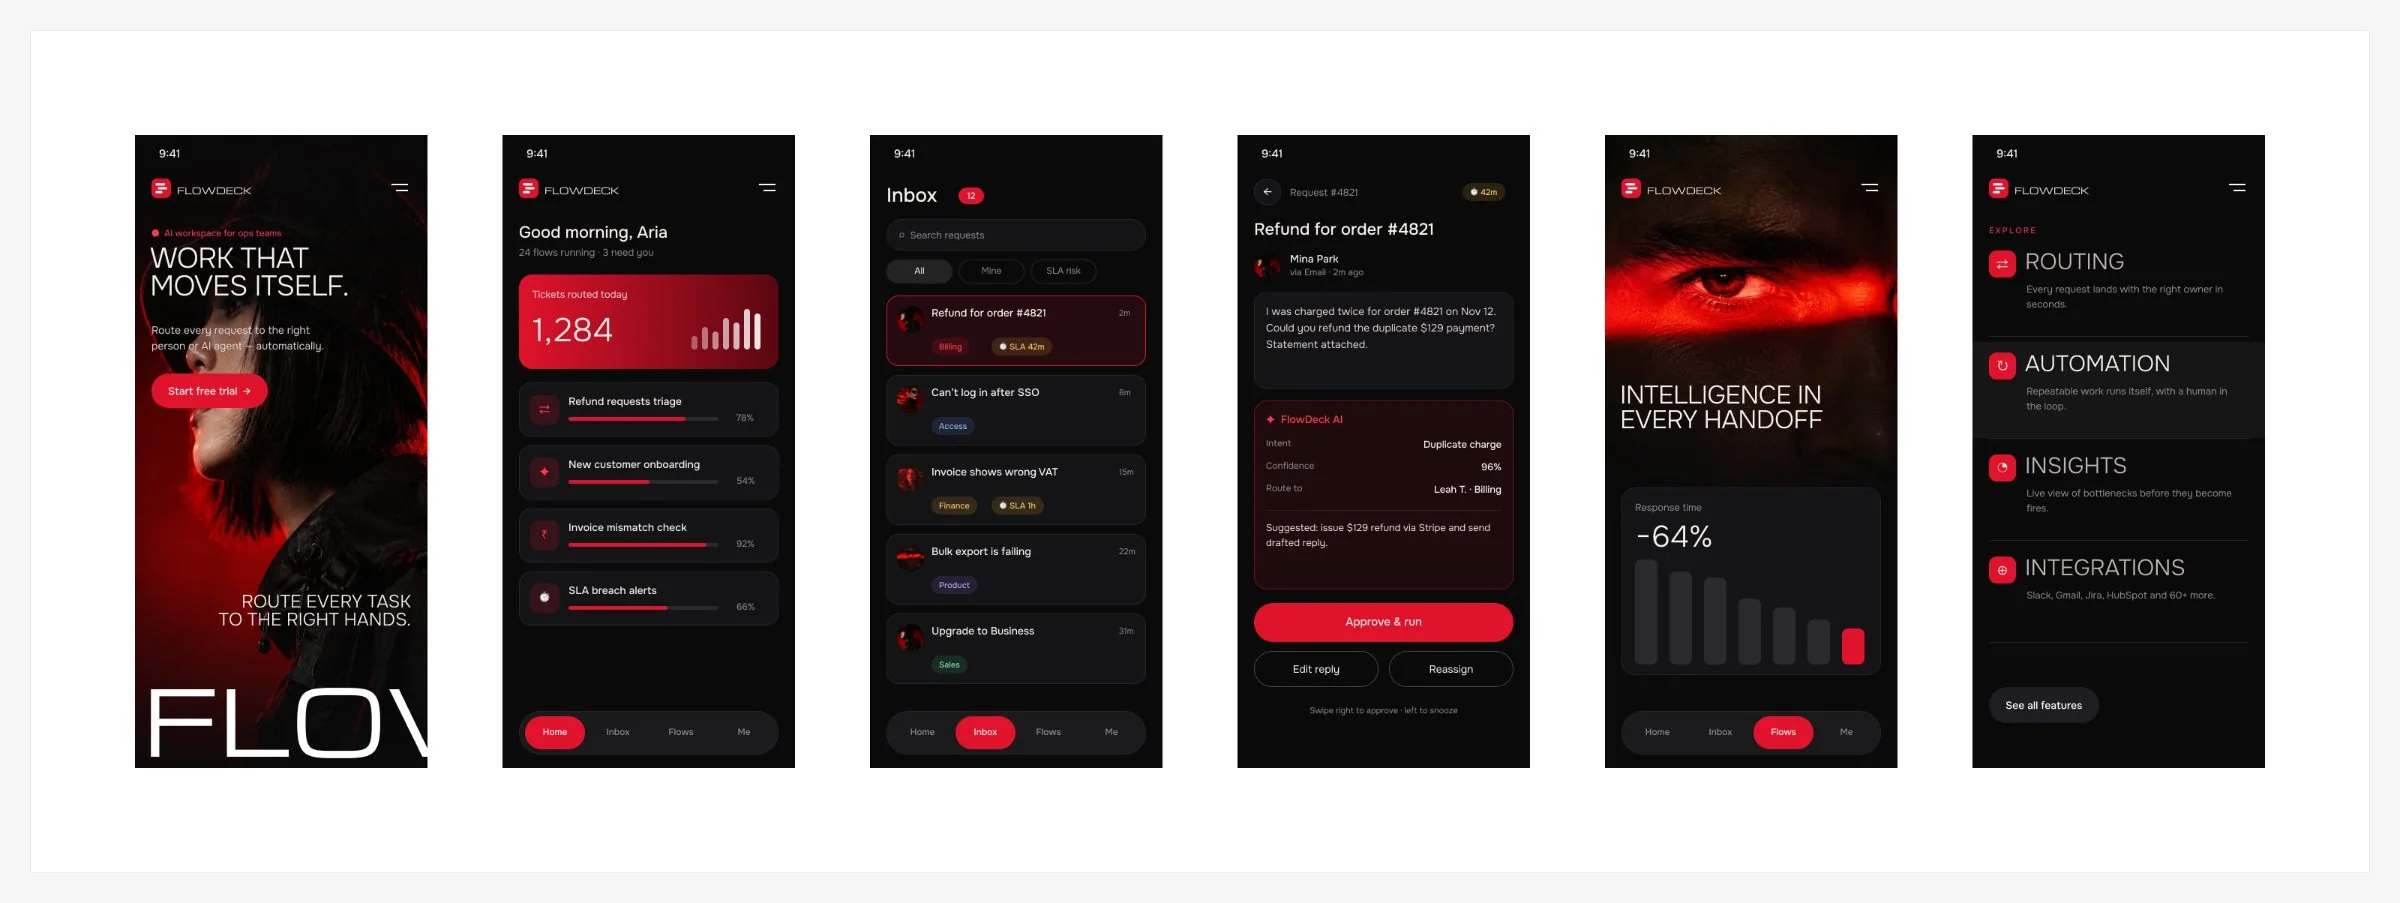 9:41
FLOWDECK
AI workspace for ops teams
WORK THAT
MOVES ITSELF.
Route every request to the right
person or AI agent — automatically.
Start free trial →
ROUTE EVERY TASK
TO THE RIGHT HANDS.
FLOW
9:41
FLOWDECK
Good morning, Aria
24 flows running · 3 need you
Tickets routed today
1,284
Refund requests triage
78%
New customer onboarding
54%
₹
Invoice mismatch check
92%
SLA breach alerts
66%
Home Inbox Flows Me
9:41
Inbox 12
Search requests
All Mine SLA risk
Refund for order #4821 2m
Billing SLA 42m
Can't log in after SSO 8m
Access
Invoice shows wrong VAT 15m
Finance SLA 1h
Bulk export is failing 22m
Product
Upgrade to Business 31m
Sales
Home Inbox Flows Me
9:41
← Request #4821 42m
Refund for order #4821
Mina Park
via Email · 2m ago
I was charged twice for order #4821 on Nov 12.
Could you refund the duplicate $129 payment?
Statement attached.
FlowDeck AI
Intent Duplicate charge
Confidence 96%
Route to Leah T. · Billing
Suggested: issue $129 refund via Stripe and send
drafted reply.
Approve & run
Edit reply Reassign
Swipe right to approve · left to snooze
9:41
FLOWDECK
INTELLIGENCE IN
EVERY HANDOFF
Response time
-64%
Home Inbox Flows Me
9:41
FLOWDECK
EXPLORE
ROUTING
Every request lands with the right owner in
seconds.
AUTOMATION
Repeatable work runs itself, with a human in
the loop.
INSIGHTS
Live view of bottlenecks before they become
fires.
INTEGRATIONS
Slack, Gmail, Jira, HubSpot and 60+ more.
See all features